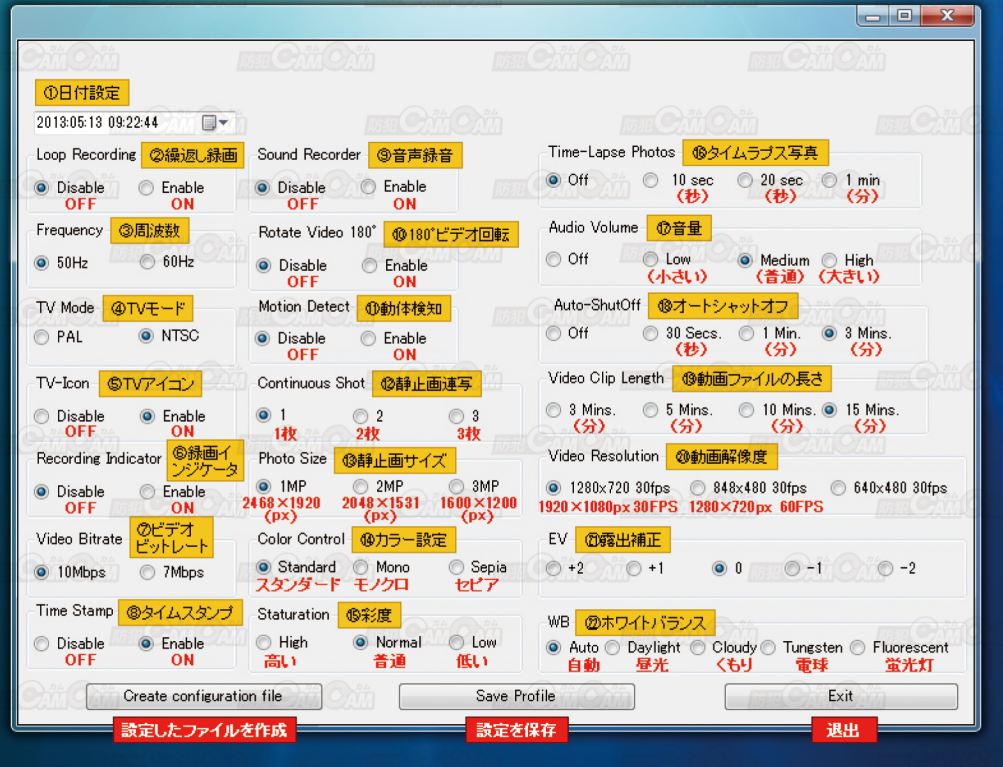 ①日付設定
2013:05:13 09:22:44
Loop Recording ②繰返し録画
Disable Enable
OFF ON
Frequency ③周波数
50Hz 60Hz
TV Mode ④TVモード
PAL NTSC
TV-Icon ⑤TVアイコン
Disable Enable
OFF ON
Recording Indicator ⑥録画イ
ンジケータ
Disable Enable
OFF ON
Video Bitrate ⑦ビデオ
ビットレート
10Mbps 7Mbps
Time Stamp ⑧タイムスタンプ
Disable Enable
OFF ON
Sound Recorder ⑨音声録音
Disable Enable
OFF ON
Rotate Video 180° ⑩180°ビデオ回転
Disable Enable
OFF ON
Motion Detect ⑪動体検知
Disable Enable
OFF ON
Continuous Shot ⑫静止画連写
1 2 3
1枚 2枚 3枚
Photo Size ⑬静止画サイズ
1MP 2MP 3MP
2468×1920 2048×1531 1600×1200
(px) (px) (px)
Color Control ⑭カラー設定
Standard Mono Sepia
スタンダード モノクロ セピア
Staturation ⑮彩度
High Normal Low
高い 普通 低い
Time-Lapse Photos ⑯タイムラプス写真
Off 10 sec 20 sec 1 min
(秒) (秒) (分)
Audio Volume ⑰音量
Off Low Medium High
(小さい) (普通) (大きい)
Auto-ShutOff ⑱オートシャットオフ
Off 30 Secs. 1 Min. 3 Mins.
(秒) (分) (分)
Video Clip Length ⑲動画ファイルの長さ
3 Mins. 5 Mins. 10 Mins. 15 Mins.
(分) (分) (分) (分)
Video Resolution ⑳動画解像度
1280x720 30fps 848x480 30fps 640x480 30fps
1920×1080px 30FPS 1280×720px 60FPS
EV ㉑露出補正
+2 +1 0 -1 -2
WB ㉒ホワイトバランス
Auto Daylight Cloudy Tungsten Fluorescent
自動 昼光 くもり 電球 蛍光灯
Create configuration file Save Profile Exit
設定したファイルを作成 設定を保存 退出
防犯CAMCAM
カム カム